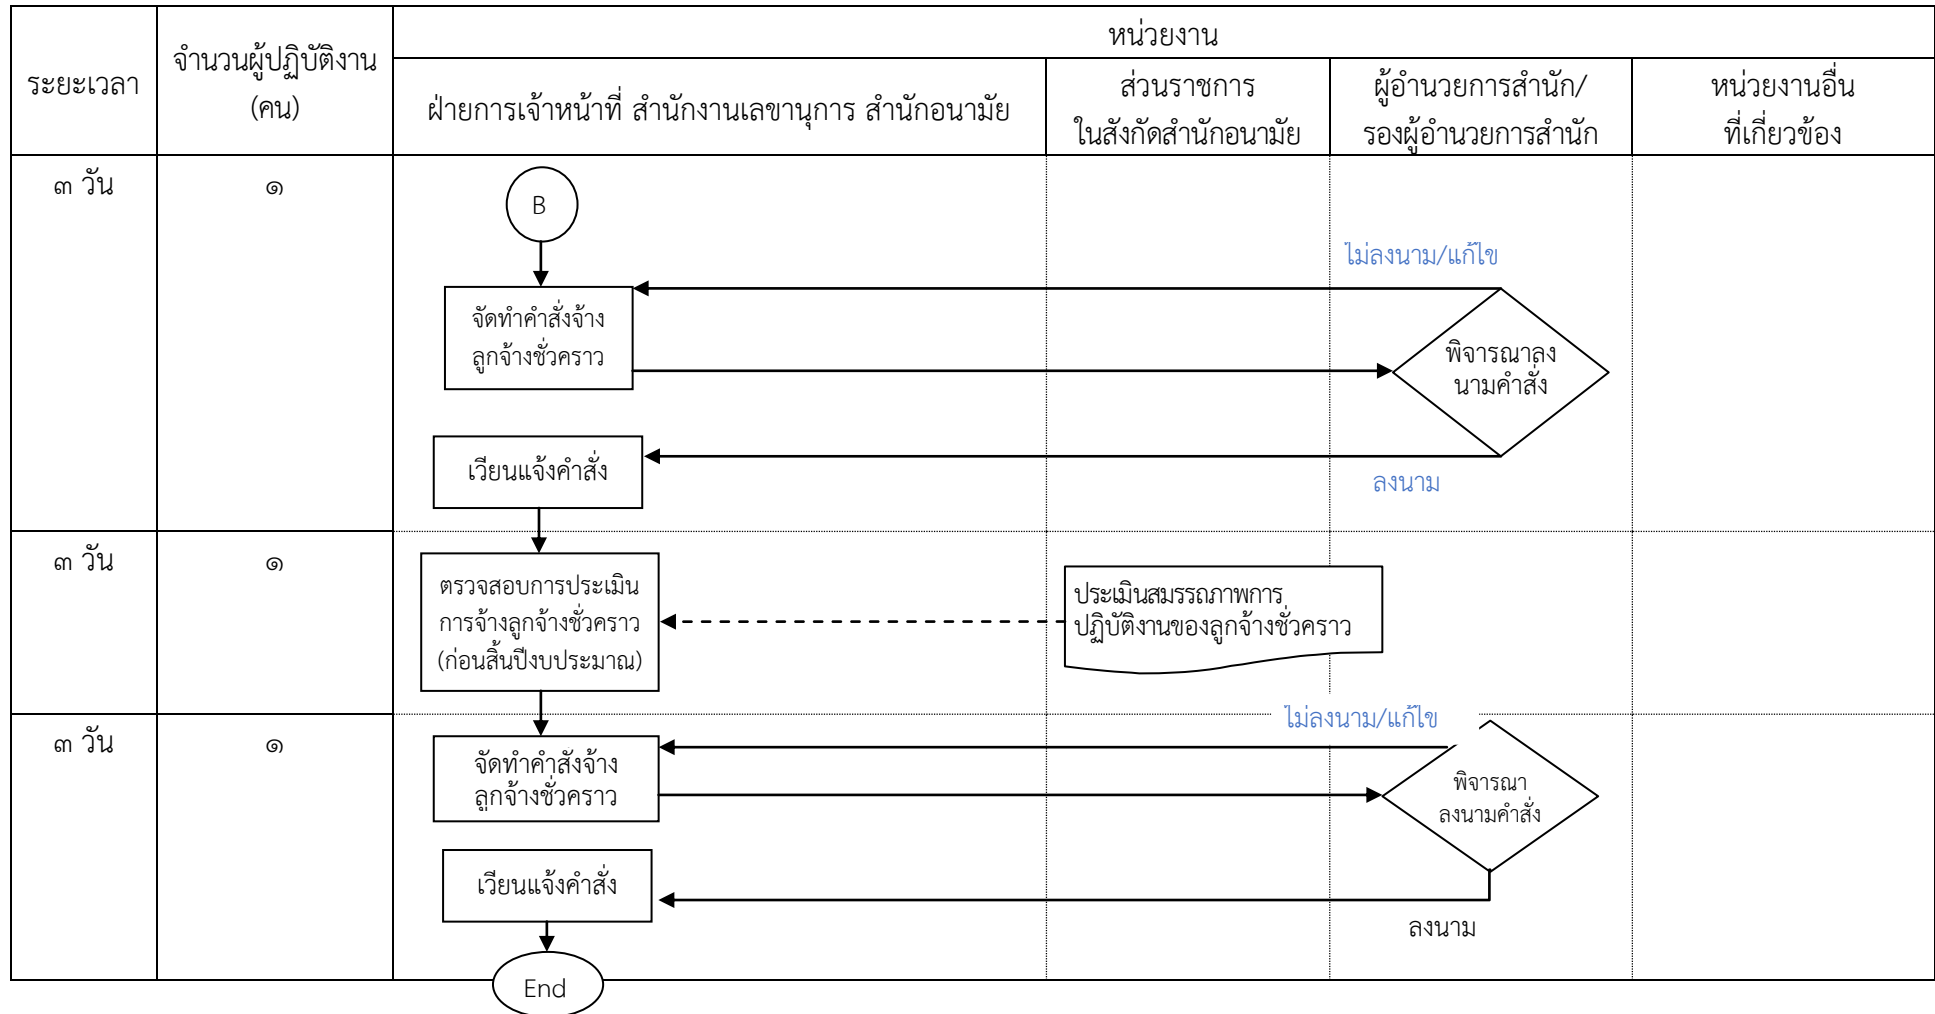 ระยะเวลา
จำนวนผู้ปฏิบัติงาน
(คน)
หน่วยงาน
ฝ่ายการเจ้าหน้าที่ สำนักงานเลขานุการ สำนักอนามัย
ส่วนราชการ
ในสังกัดสำนักอนามัย
ผู้อำนวยการสำนัก/
รองผู้อำนวยการสำนัก
หน่วยงานอื่น
ที่เกี่ยวข้อง
๓ วัน
๑
B
ไม่ลงนาม/แก้ไข
จัดทำคำสั่งจ้าง
ลูกจ้างชั่วคราว
พิจารณาลง
นามคำสั่ง
เวียนแจ้งคำสั่ง
ลงนาม
๓ วัน
๑
ตรวจสอบการประเมิน
การจ้างลูกจ้างชั่วคราว
(ก่อนสิ้นปีงบประมาณ)
ประเมินสมรรถภาพการ
ปฏิบัติงานของลูกจ้างชั่วคราว
๓ วัน
๑
ไม่ลงนาม/แก้ไข
จัดทำคำสังจ้าง
ลูกจ้างชั่วคราว
พิจารณา
ลงนามคำสั่ง
เวียนแจ้งคำสั่ง
ลงนาม
End